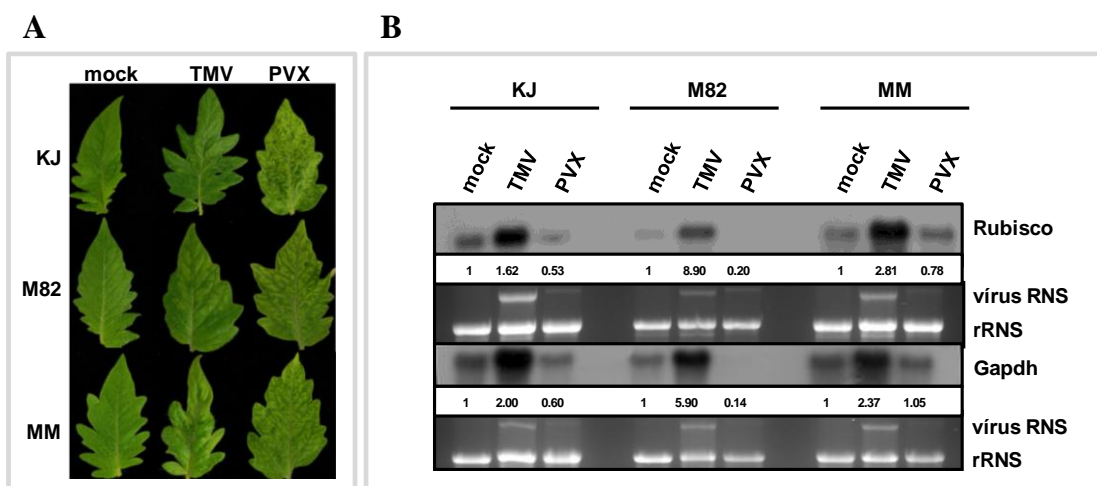 A
B
mock TMV PVX
KJ
M82
MM
KJ M82 MM
mock TMV PVX mock TMV PVX mock TMV PVX
Rubisco
1 1.62 0.53 1 8.90 0.20 1 2.81 0.78
vírus RNS
rRNS
Gapdh
1 2.00 0.60 1 5.90 0.14 1 2.37 1.05
vírus RNS
rRNS